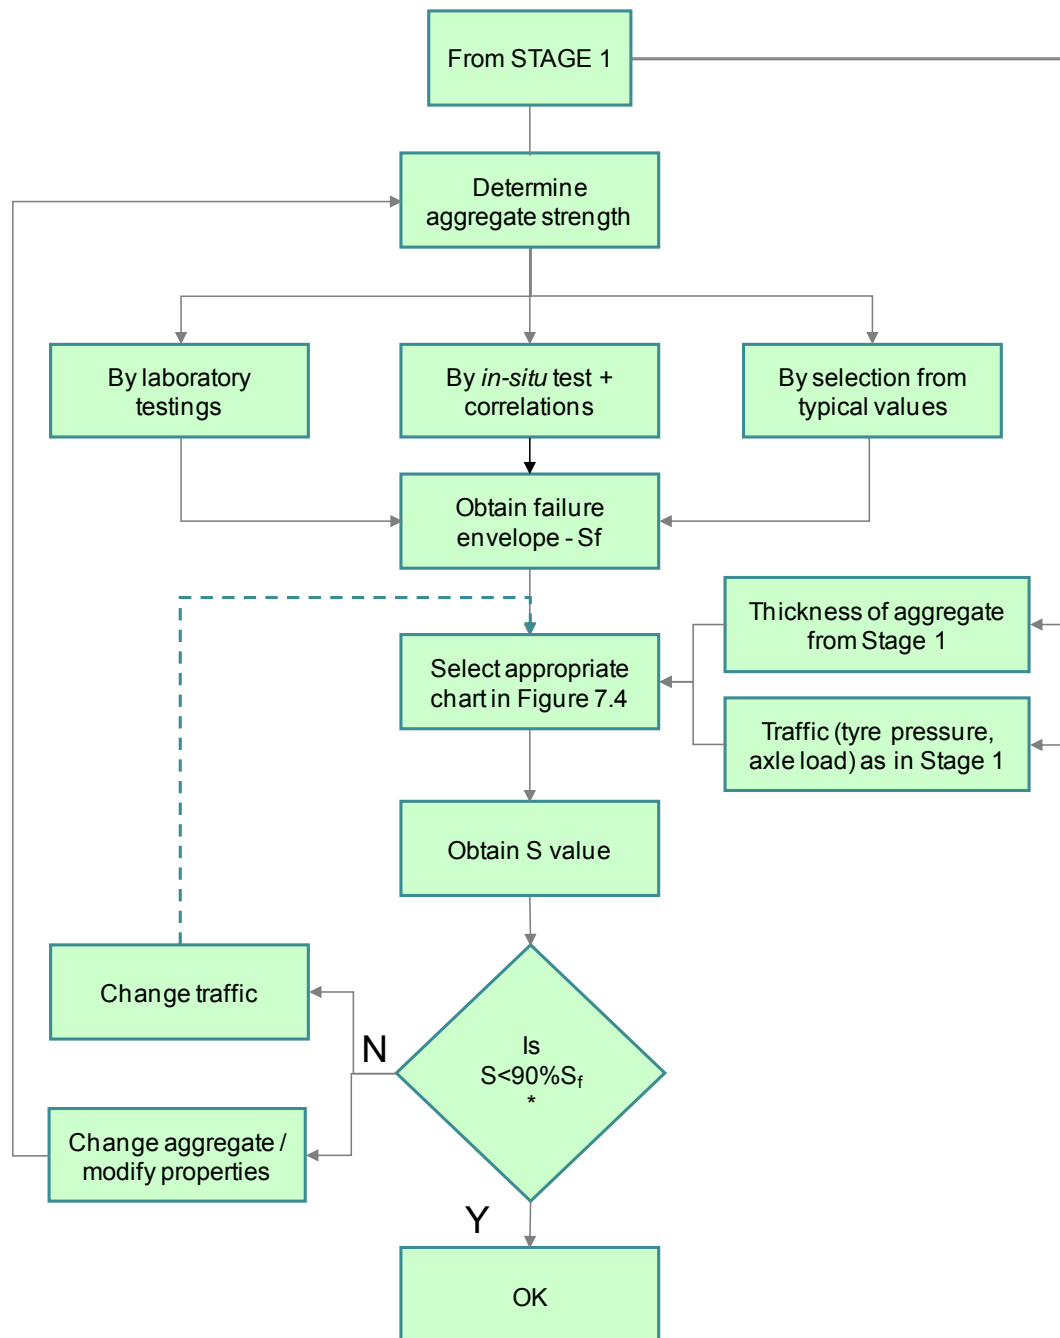 From STAGE 1
Determine
aggregate strength
By laboratory
testings
By in-situ test +
correlations
By selection from
typical values
Obtain failure
envelope - Sf
Thickness of aggregate
from Stage 1
Select appropriate
chart in Figure 7.4
Traffic (tyre pressure,
axle load) as in Stage 1
Obtain S value
Change traffic
N
Is
S<90%Sf
*
Change aggregate /
modify properties
Y
OK